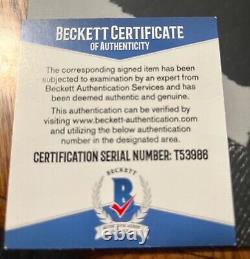 BECKETT CERTIFICATE
OF AUTHENTICITY
The corresponding signed item has been
subjected to examination by an expert from
Beckett Authentication Services and has
been deemed authentic and genuine.
This authentication can be verified by
visiting www.beckett-authentication.com
and utilizing the below authentication
number in the designated area.
CERTIFICATION SERIAL NUMBER: T53986
BECKETT
B